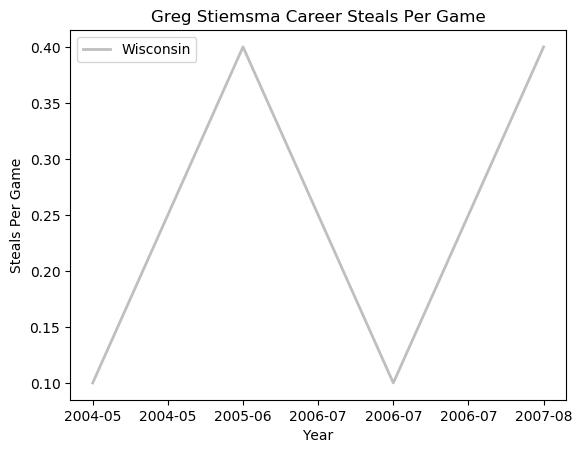 Greg Stiemsma Career Steals Per Game
Wisconsin
0.40
0.35
0.30
0.25
0.20
0.15
0.10
Steals Per Game
2004-05 2004-05 2005-06 2006-07 2006-07 2006-07 2007-08
Year